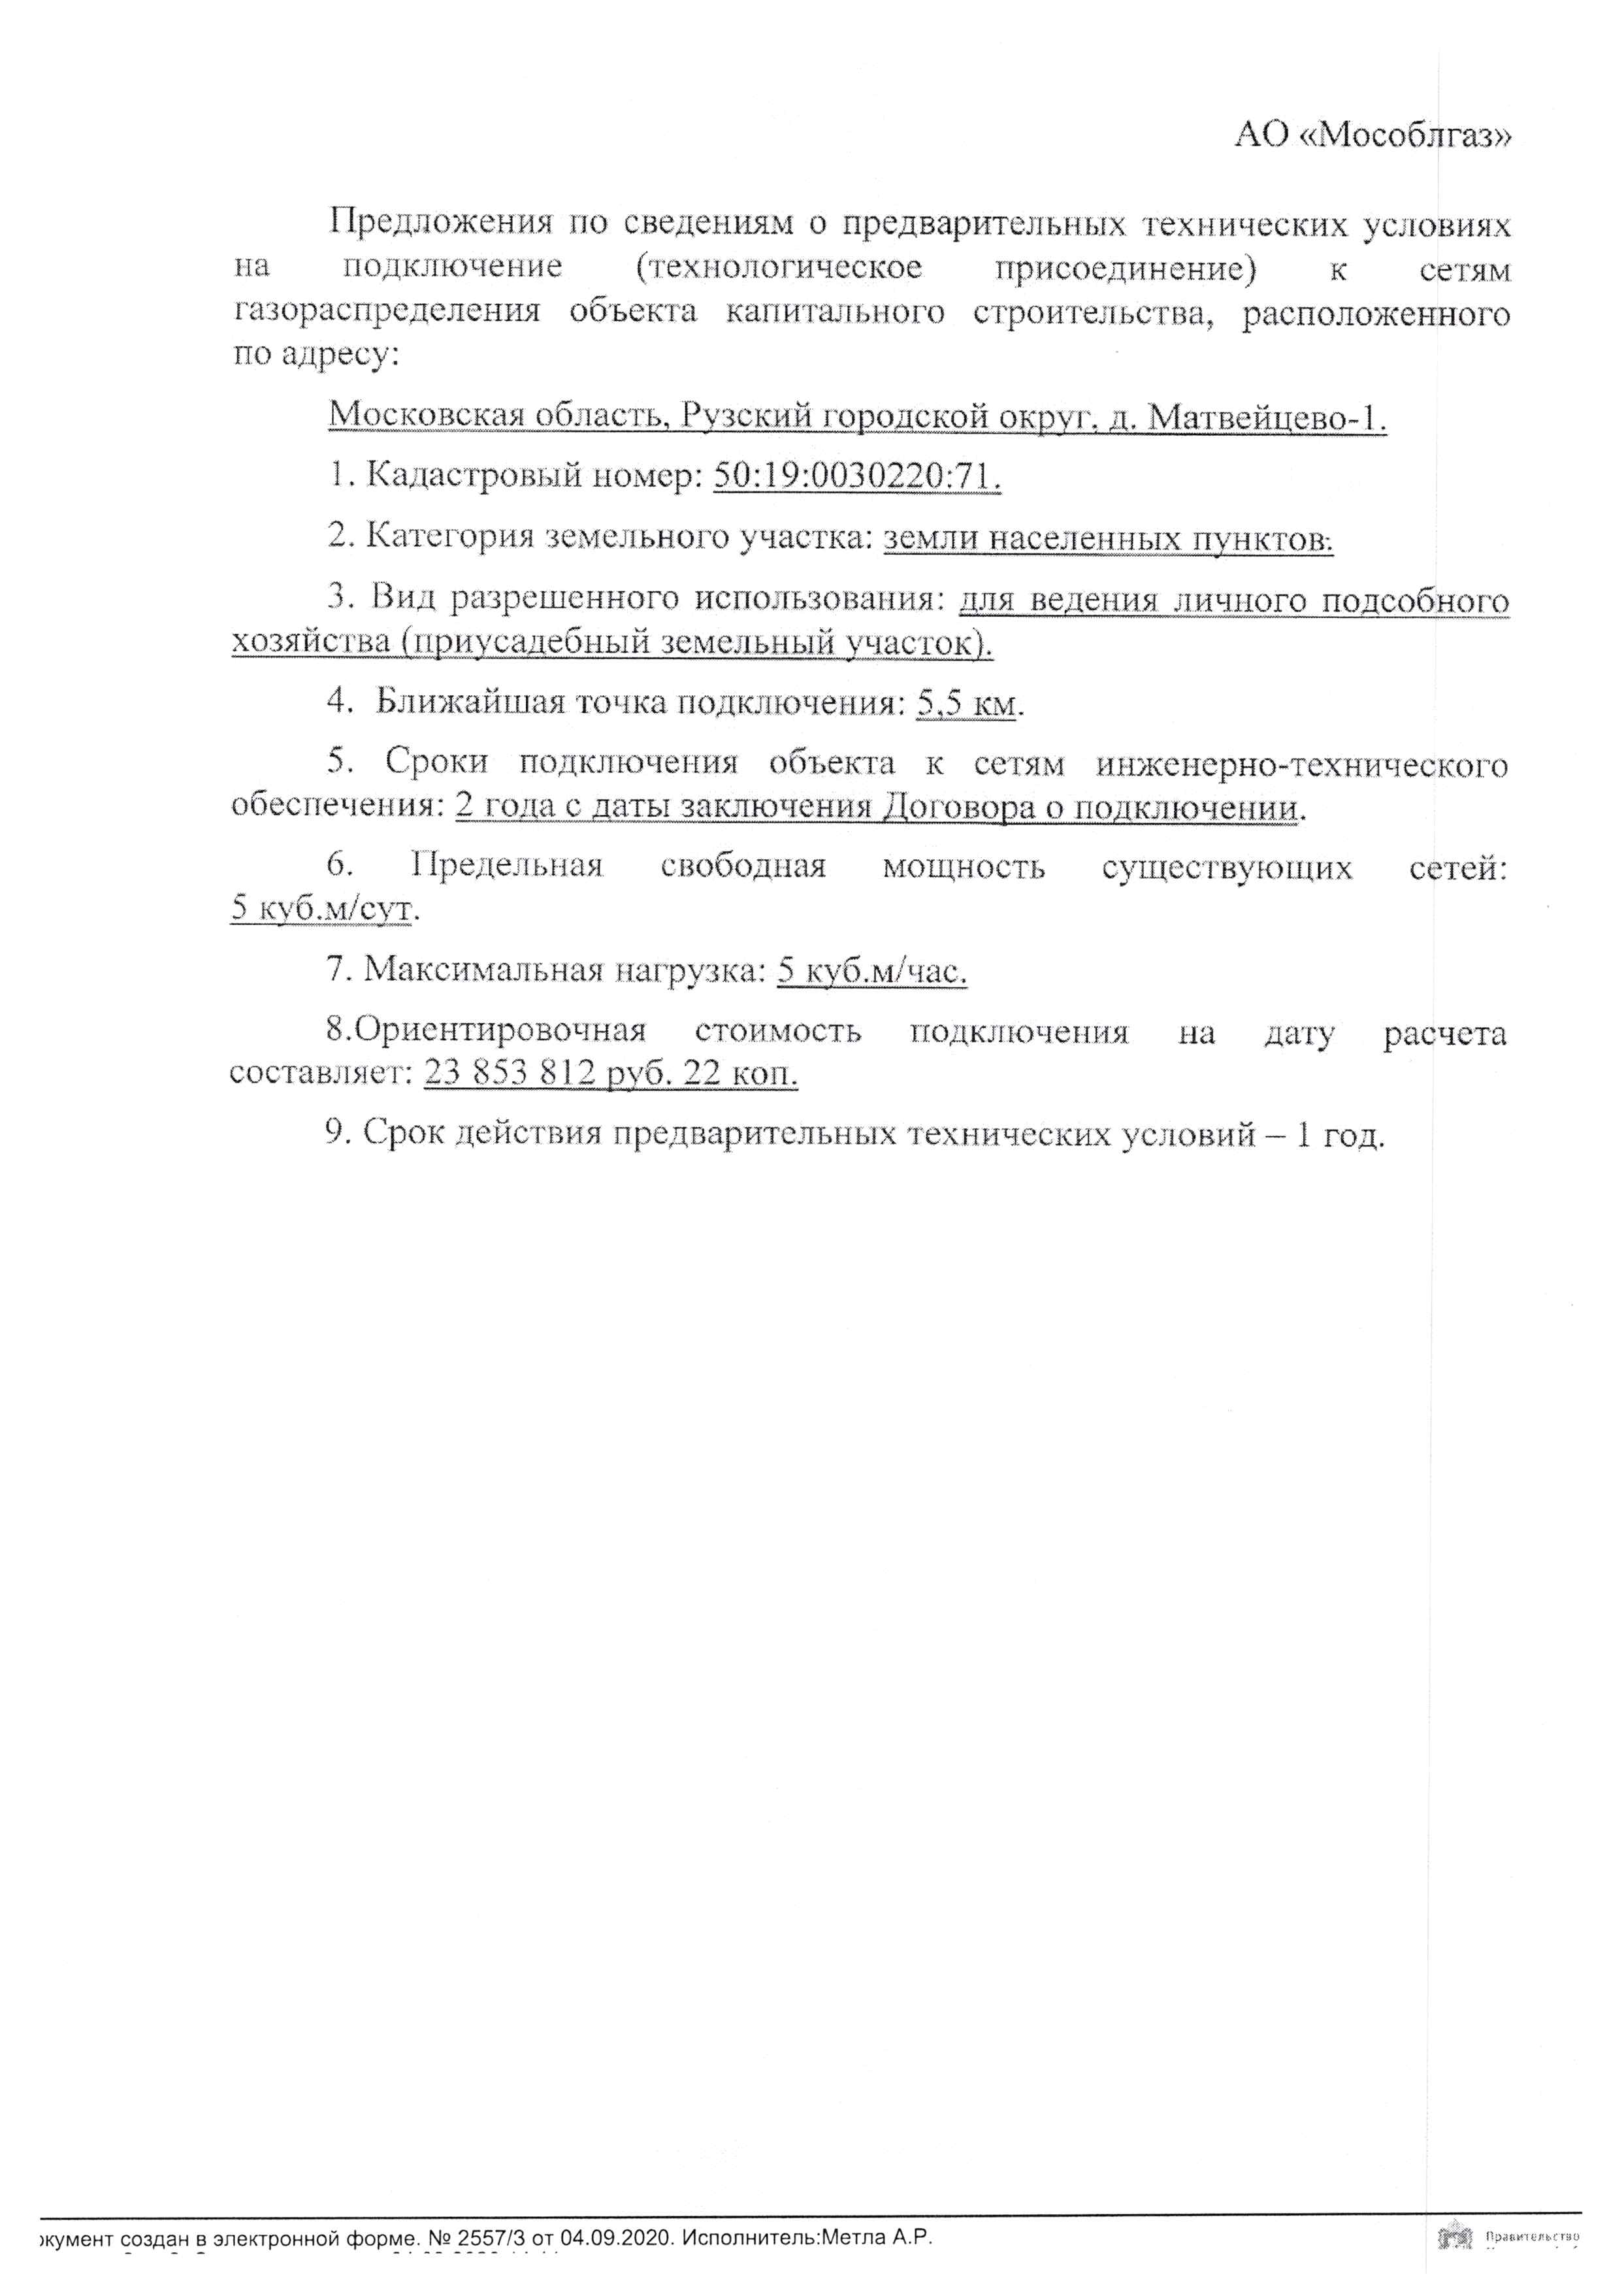 АО «Мособлгаз»
Предложения по сведениям о предварительных технических условиях
на подключение (технологическое присоединение) к сетям
газораспределения объекта капитального строительства, расположенного
по адресу:
Московская область, Рузский городской округ, д. Матвейцево-1.
1. Кадастровый номер: 50:19:0030220:71.
2. Категория земельного участка: земли населенных пунктов.
3. Вид разрешенного использования: для ведения личного подсобного
хозяйства (приусадебный земельный участок).
4. Ближайшая точка подключения: 5,5 км.
5. Сроки подключения объекта к сетям инженерно-технического
обеспечения: 2 года с даты заключения Договора о подключении.
6. Предельная свободная мощность существующих сетей:
5 куб.м/сут.
7. Максимальная нагрузка: 5 куб.м/час.
8.Ориентировочная стоимость подключения на дату расчета
составляет: 23 853 812 руб. 22 коп.
9. Срок действия предварительных технических условий – 1 год.
окумент создан в электронной форме. № 2557/3 от 04.09.2020. Исполнитель:Метла А.Р.
Правительство